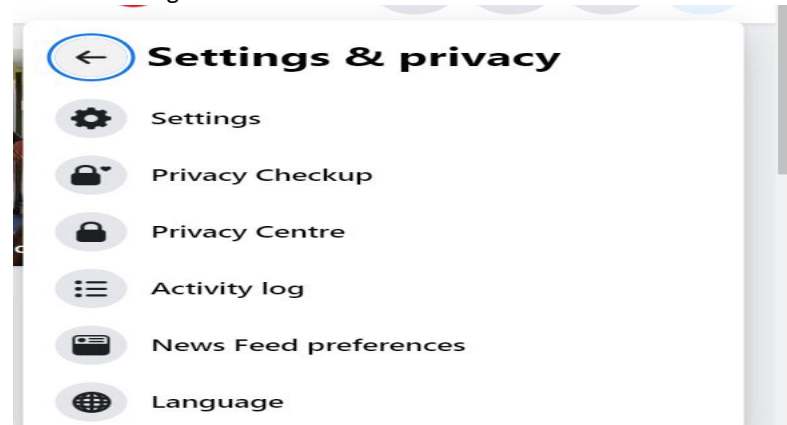 Settings & privacy
Settings
Privacy Checkup
Privacy Centre
Activity log
News Feed preferences
Language